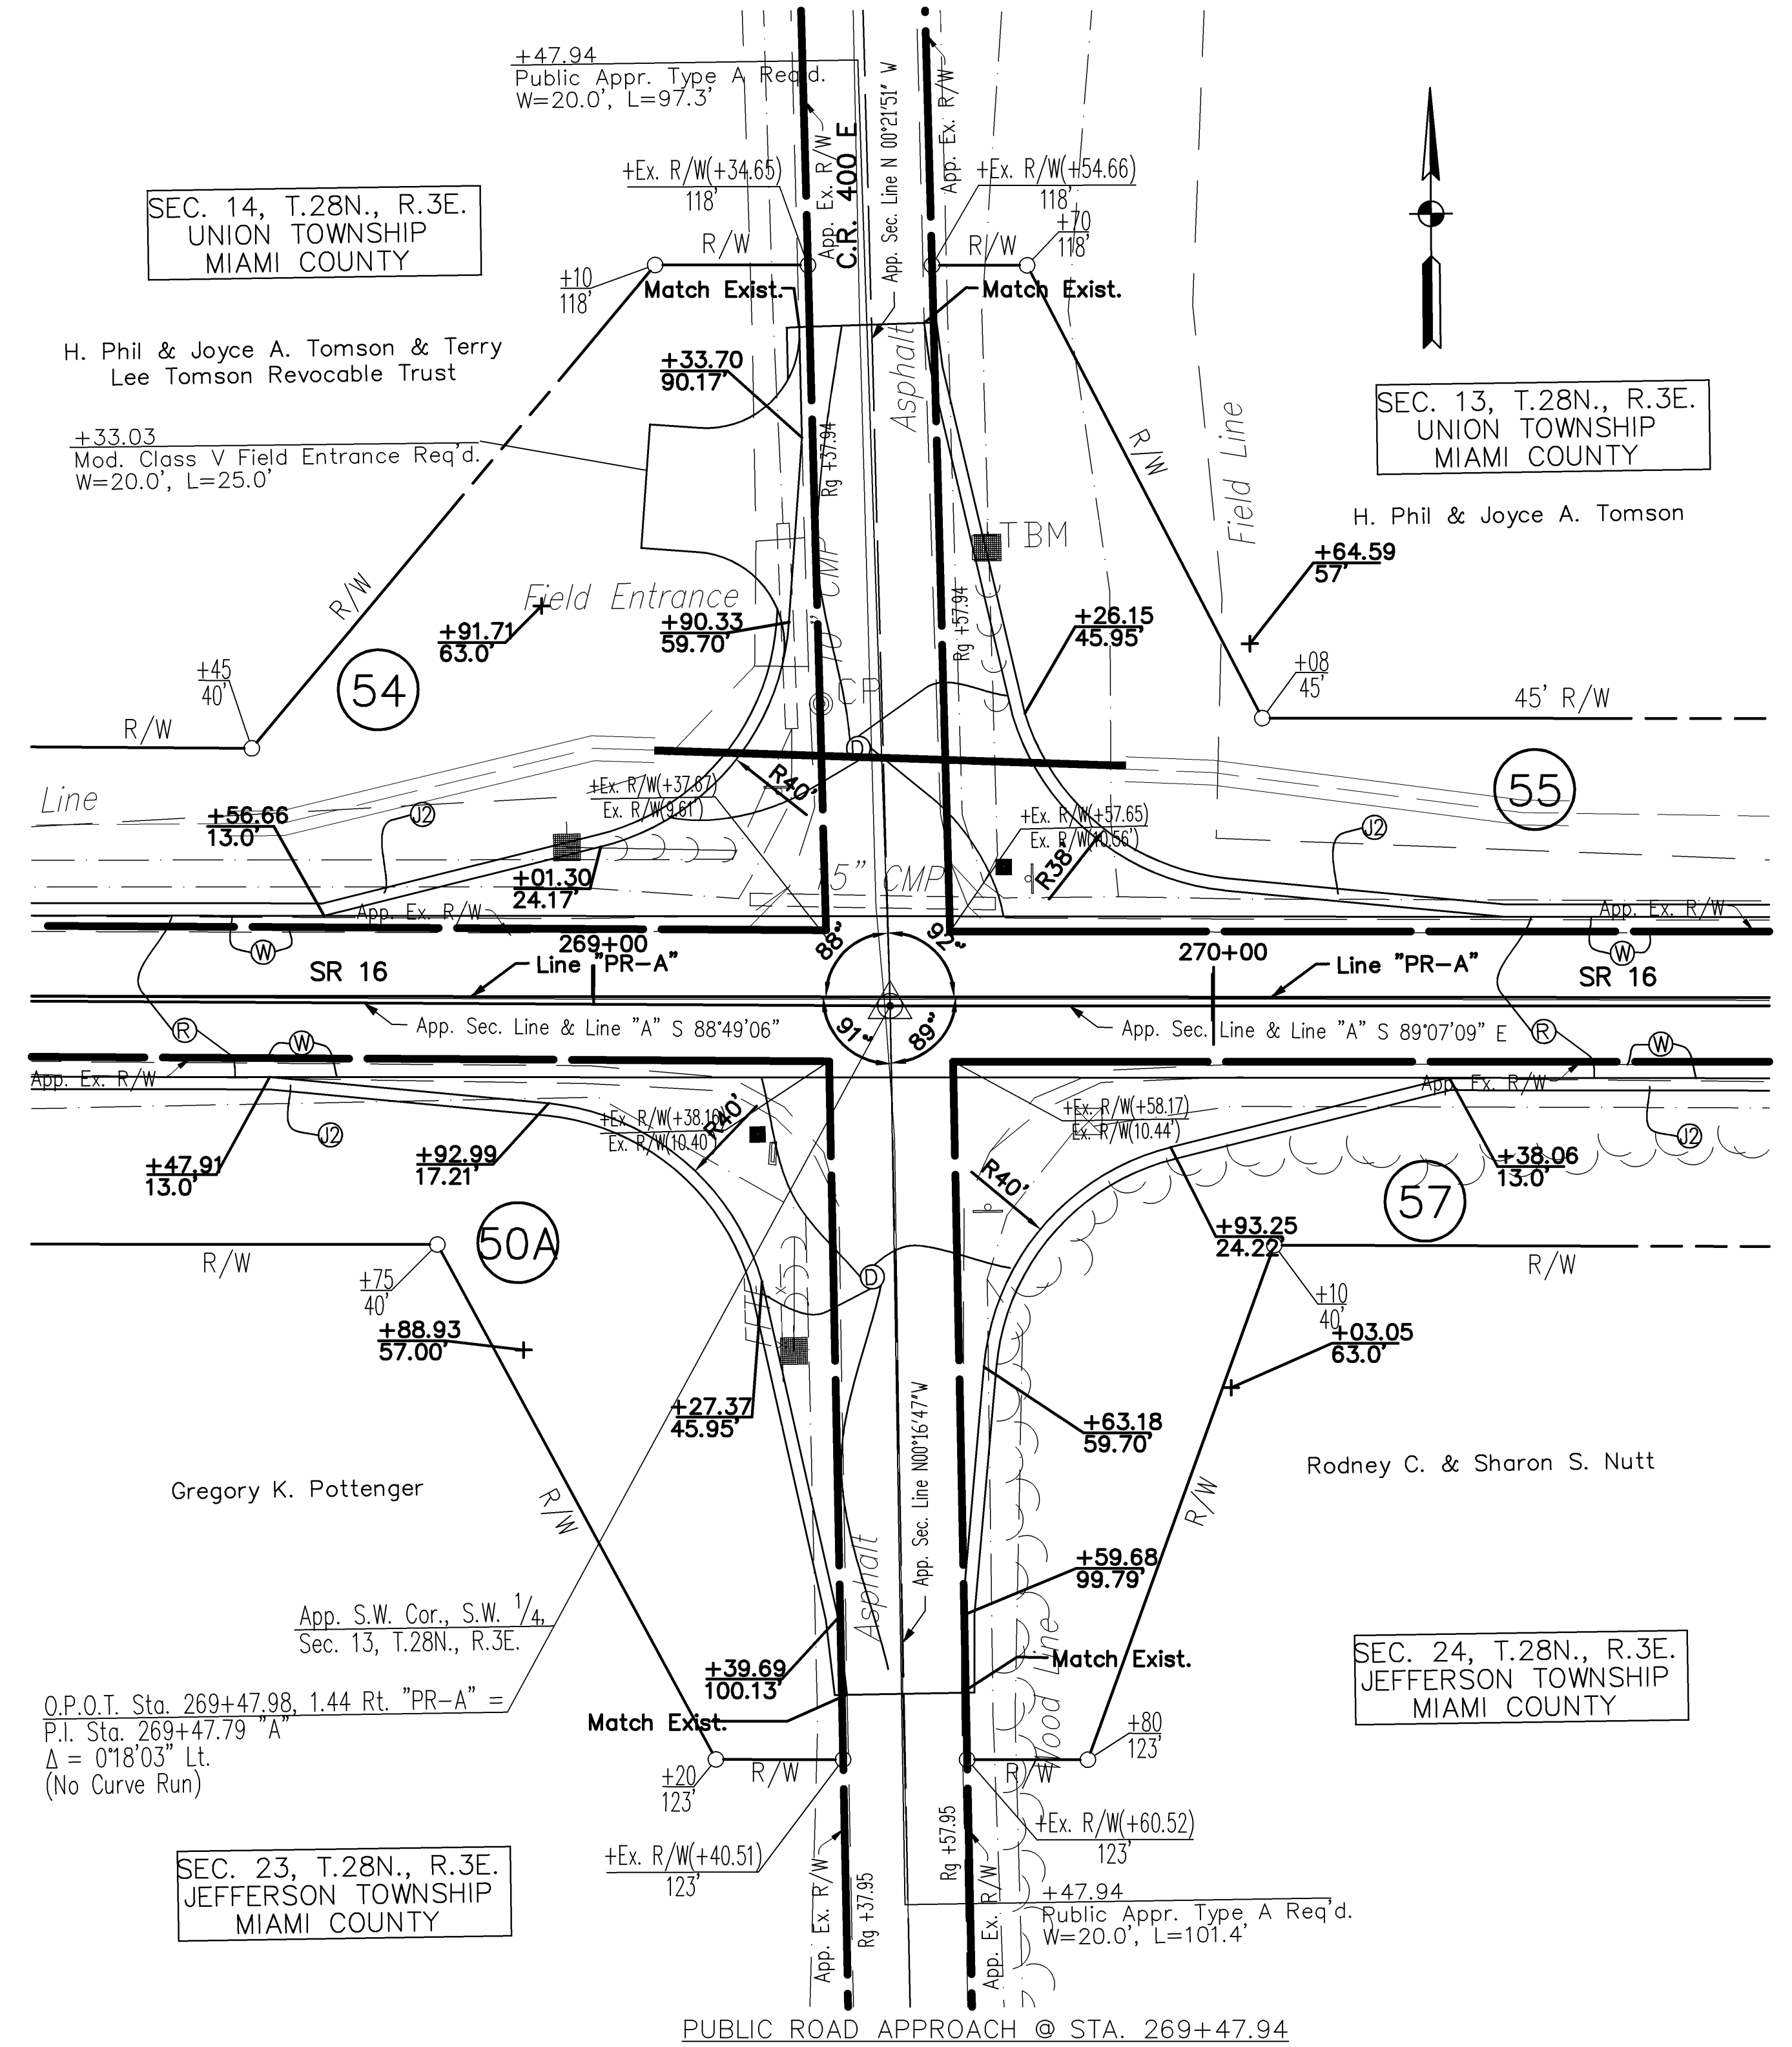 +47.94
Public Appr. Type A Req'd.
W=20.0', L=97.3'
App. Ex. R/W
C.R. 400 E
App. Sec. Line N 00°21'51" W
App. Ex. R/W
+Ex. R/W(+34.65)
118'
+Ex. R/W(+54.66)
118'
+70
118'
R/W
R/W
+10
118'
Match Exist.
Match Exist.
SEC. 14, T.28N., R.3E.
UNION TOWNSHIP
MIAMI COUNTY
H. Phil & Joyce A. Tomson & Terry
Lee Tomson Revocable Trust
+33.03
Mod. Class V Field Entrance Req'd.
W=20.0', L=25.0'
+33.70
90.17'
Asphalt
Rg +37.94
SEC. 13, T.28N., R.3E.
UNION TOWNSHIP
MIAMI COUNTY
H. Phil & Joyce A. Tomson
R/W
Field Line
TBM
+64.59
57'
R/W
Field Entrance
+91.71
63.0'
+90.33
59.70'
CMP
Rg +57.94
+26.15
45.95'
+45
40'
54
CP
+08
45'
R/W
45' R/W
D
55
Line
R40'
+Ex. R/W(+37.67)
Ex. R/W(9.61')
+Ex. R/W(+57.65)
Ex. R/W(10.56')
R38'
+56.66
13.0'
J2
J2
+01.30
24.17'
15" CMP
App. Ex. R/W
App. Ex. R/W
88°
92°
W
W
269+00
270+00
SR 16
Line "PR-A"
Line "PR-A"
SR 16
App. Sec. Line & Line "A" S 88°49'06"
App. Sec. Line & Line "A" S 89°07'09" E
91°
89°
R
R
W
W
App. Ex. R/W
App. Ex. R/W
J2
J2
+Ex. R/W(+38.16)
Ex. R/W(10.40')
R40'
+Ex. R/W(+58.17)
Ex. R/W(10.44')
+47.91
13.0'
+92.99
17.21'
R40'
+38.06
13.0'
57
50A
+93.25
24.22'
R/W
R/W
D
+75
40'
+10
40'
+88.93
57.00'
+03.05
63.0'
+27.37
45.95'
+63.18
59.70'
App. Sec. Line N00°16'47"W
Gregory K. Pottenger
R/W
R/W
Rodney C. & Sharon S. Nutt
Asphalt
+59.68
99.79'
App. S.W. Cor., S.W. 1/4,
Sec. 13, T.28N., R.3E.
+39.69
100.13'
Match Exist.
Wood Line
O.P.O.T. Sta. 269+47.98, 1.44 Rt. "PR-A" =
P.I. Sta. 269+47.79 "A"
Δ = 0°18'03" Lt.
(No Curve Run)
Match Exist.
SEC. 24, T.28N., R.3E.
JEFFERSON TOWNSHIP
MIAMI COUNTY
+80
123'
R/W
R/W
+20
123'
+Ex. R/W(+40.51)
123'
+Ex. R/W(+60.52)
123'
Rg +57.95
Rg +37.95
App. Ex. R/W
App. Ex. R/W
SEC. 23, T.28N., R.3E.
JEFFERSON TOWNSHIP
MIAMI COUNTY
+47.94
Public Appr. Type A Req'd.
W=20.0', L=101.4'
PUBLIC ROAD APPROACH @ STA. 269+47.94